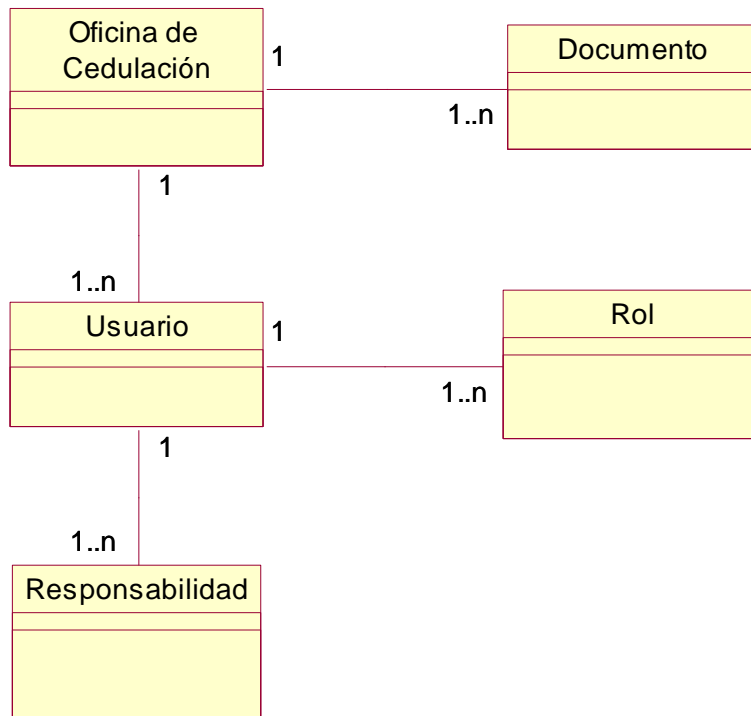 Oficina de
Cedulación
1
Documento
1..n
1
1..n
Usuario
1
Rol
1..n
1
1..n
Responsabilidad